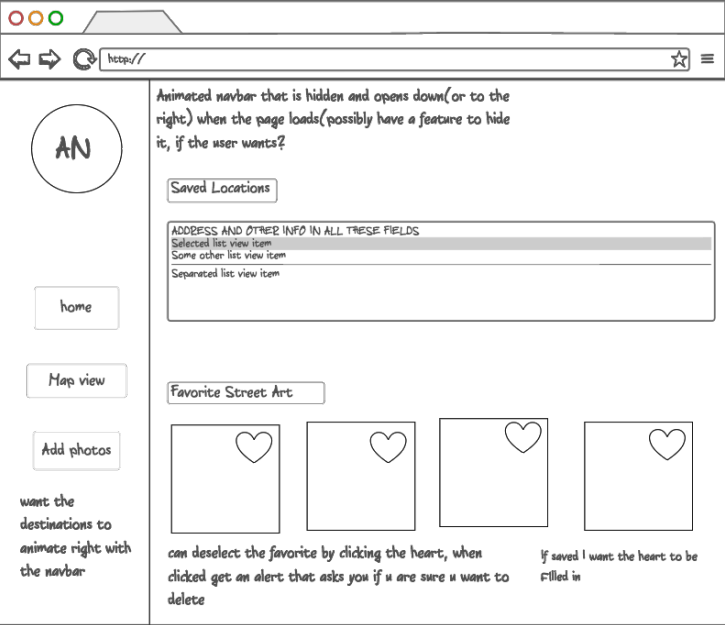 http://
Animated navbar that is hidden and opens down(or to the
right) when the page loads(possibly have a feature to hide
it, if the user wants?
AN
Saved Locations
ADDRESS AND OTHER INFO IN ALL THESE FIELDS
Selected list view item
Some other list view item
Separated list view item
home
Map view
Add photos
want the
destinations to
animate right with
the navbar
Favorite Street Art
can deselect the favorite by clicking the heart, when
clicked get an alert that asks you if u are sure u want to
delete
If saved I want the heart to be
filled in